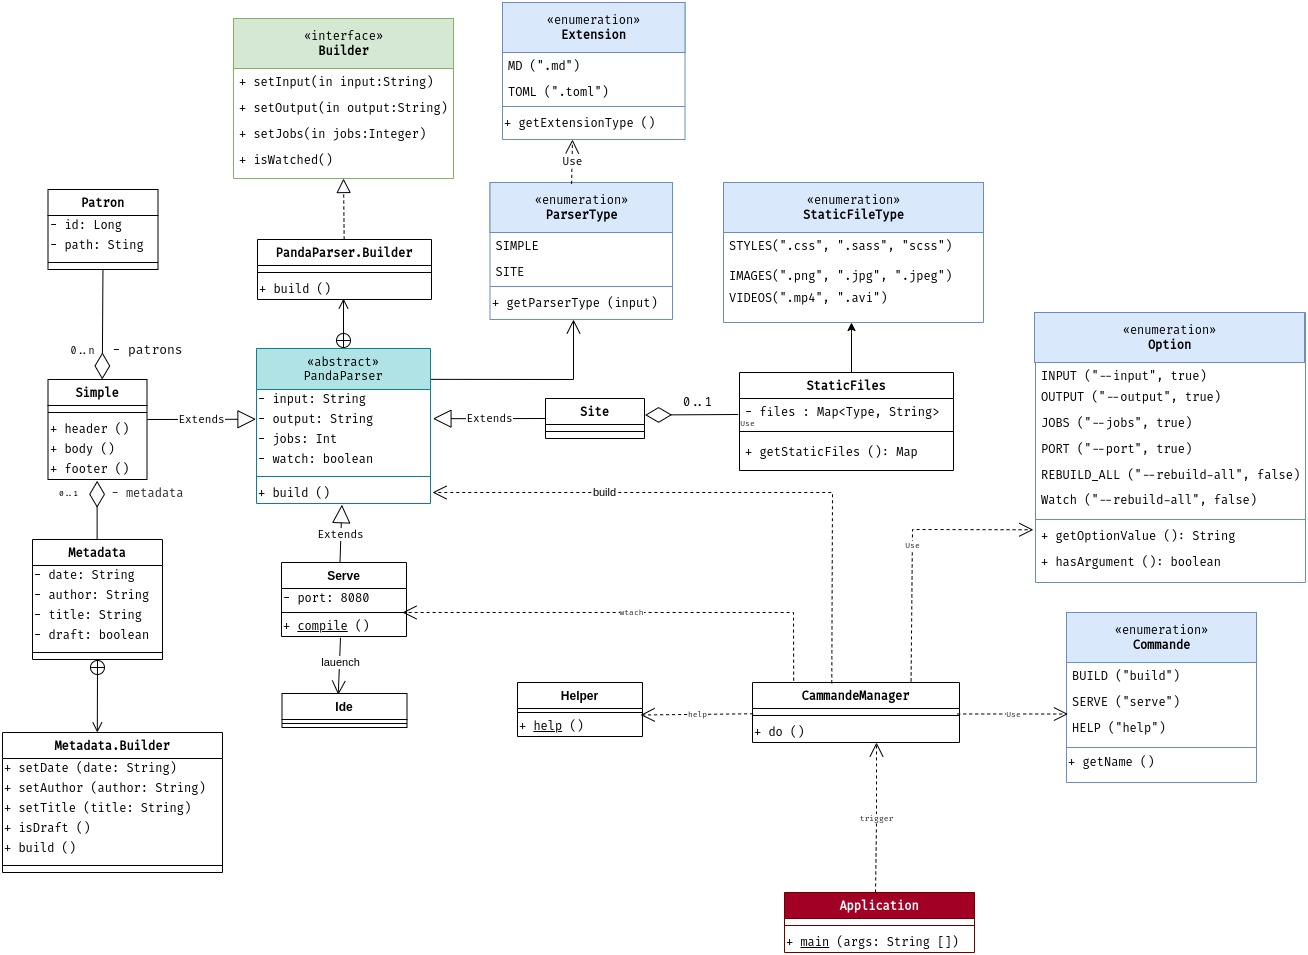 «interface»
Builder
+ setInput(in input:String)
+ setOutput(in output:String)
+ setJobs(in jobs:Integer)
+ isWatched()
«enumeration»
Extension
MD (".md")
TOML (".toml")
+ getExtensionType ()
Use
«enumeration»
ParserType
SIMPLE
SITE
+ getParserType (input)
«enumeration»
StaticFileType
STYLES(".css", ".sass", "scss")
IMAGES(".png", ".jpg", ".jpeg")
VIDEOS(".mp4", ".avi")
Patron
- id: Long
- path: Sting
0..n
- patrons
PandaParser.Builder
+ build ()
«abstract»
PandaParser
- input: String
- output: String
- jobs: Int
- watch: boolean
+ build ()
Simple
+ header ()
+ body ()
+ footer ()
Extends
Extends
Site
0..1
StaticFiles
- files : Map<Type, String>
Use
+ getStaticFiles (): Map
«enumeration»
Option
INPUT ("--input", true)
OUTPUT ("--output", true)
JOBS ("--jobs", true)
PORT ("--port", true)
REBUILD_ALL ("--rebuild-all", false)
Watch ("--rebuild-all", false)
+ getOptionValue (): String
+ hasArgument (): boolean
0..1
- metadata
build
Use
Extends
Metadata
- date: String
- author: String
- title: String
- draft: boolean
Serve
- port: 8080
+ compile ()
wtach
lauench
Ide
Helper
+ help ()
help
CammandeManager
+ do ()
Use
«enumeration»
Commande
BUILD ("build")
SERVE ("serve")
HELP ("help")
+ getName ()
Metadata.Builder
+ setDate (date: String)
+ setAuthor (author: String)
+ setTitle (title: String)
+ isDraft ()
+ build ()
trigger
Application
+ main (args: String [])